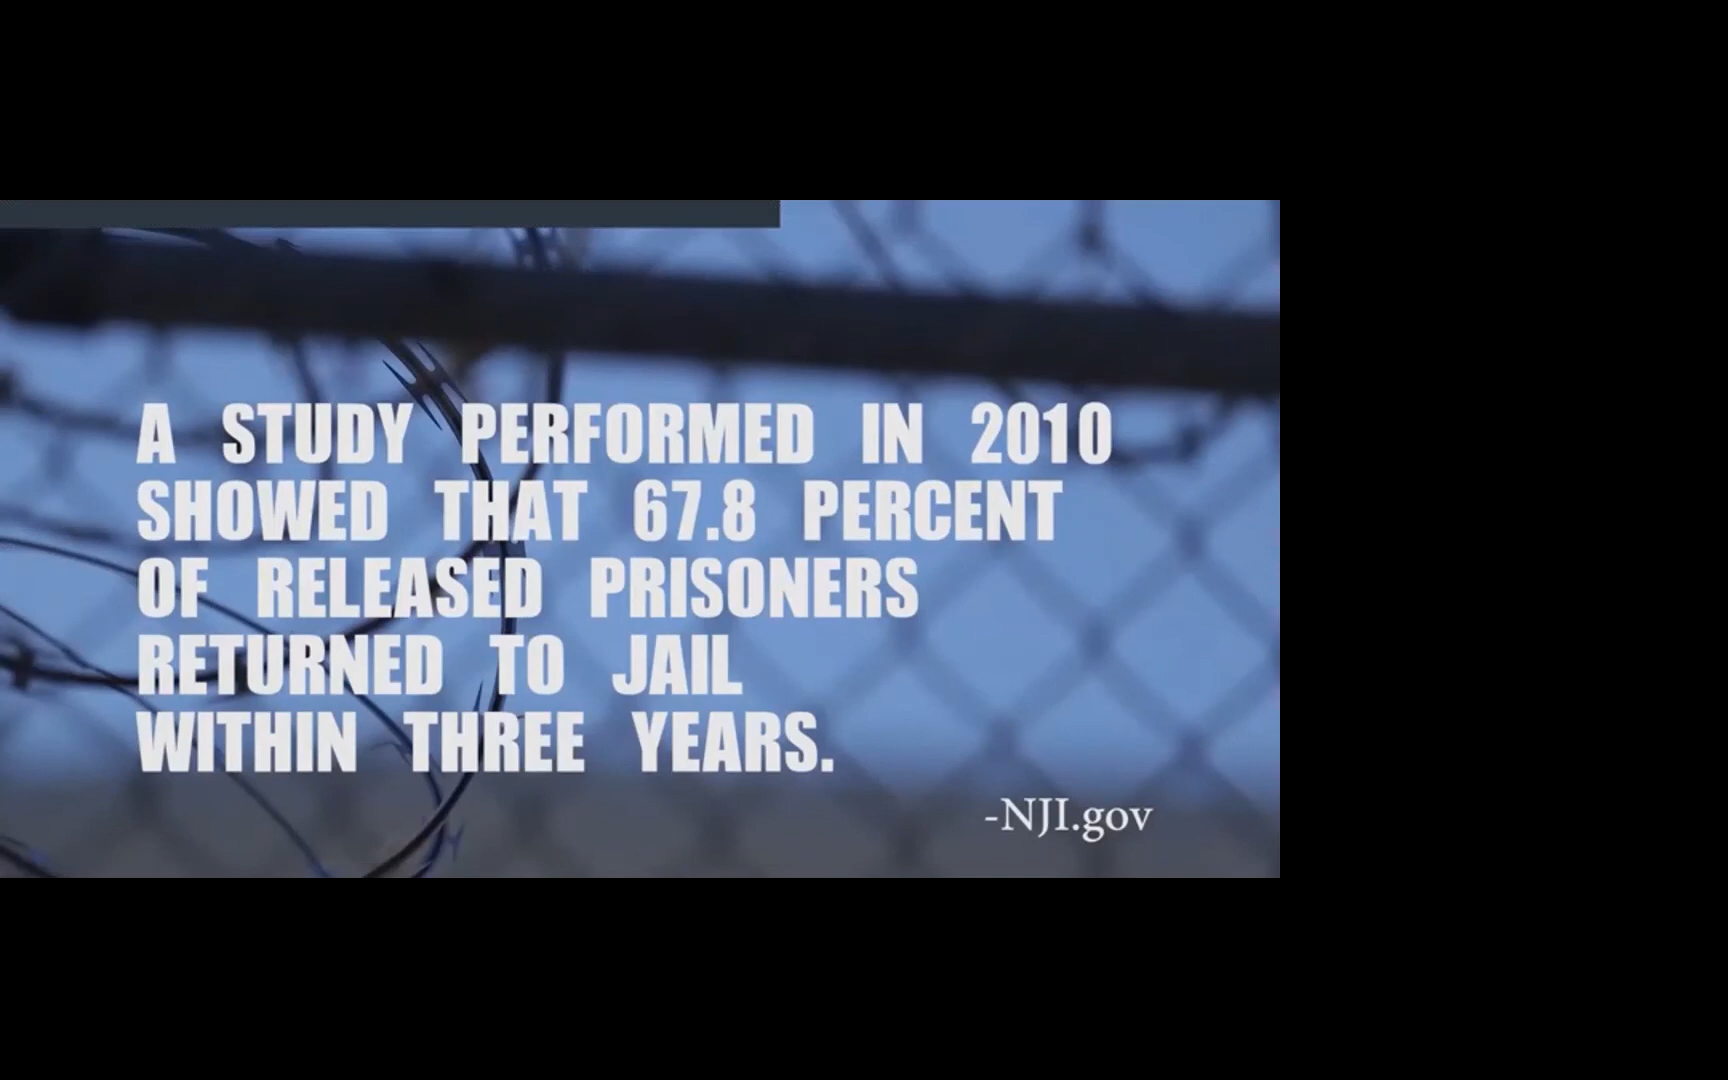 A STUDY PERFORMED IN 2010
SHOWED THAT 67.8 PERCENT
OF RELEASED PRISONERS
RETURNED TO JAIL
WITHIN THREE YEARS.
-NJI.gov